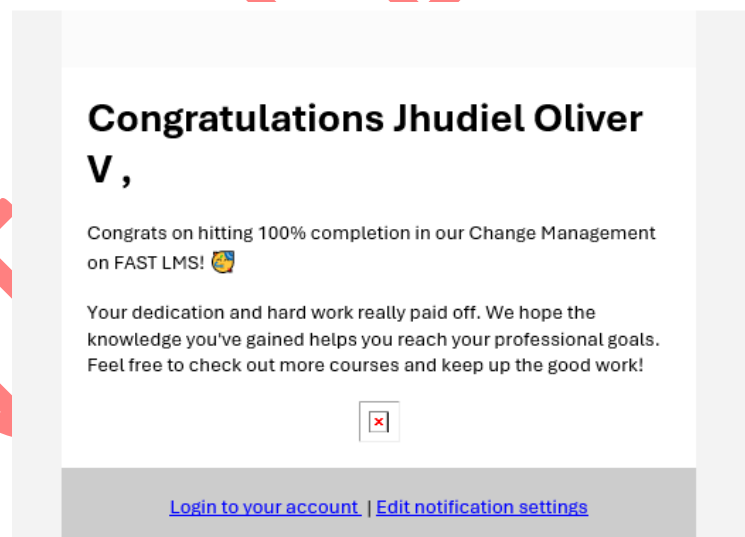 Congratulations Jhudiel Oliver
V ,
Congrats on hitting 100% completion in our Change Management
on FAST LMS! 🥳
Your dedication and hard work really paid off. We hope the
knowledge you've gained helps you reach your professional goals.
Feel free to check out more courses and keep up the good work!
Login to your account | Edit notification settings